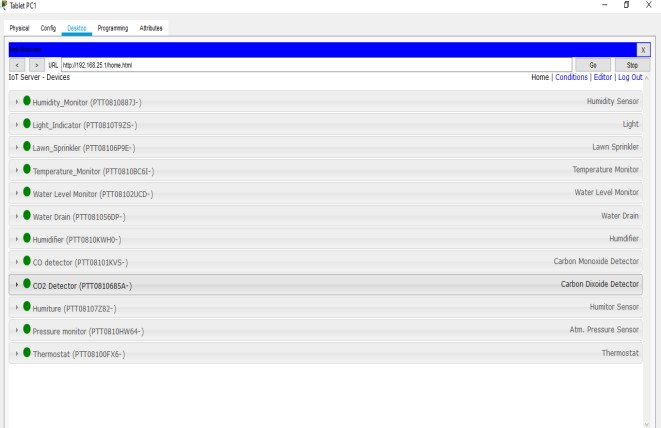 Tablet PC1
Physical Config Desktop Programming Attributes
X
< > URL http://192.168.25.1/home.html Go Stop
IoT Server - Devices Home | Conditions | Editor | Log Out
Humidity_Monitor (PTT0810887J-) Humidity Sensor
Light_Indicator (PTT0810T9ZS-) Light
Lawn_Sprinkler (PTT08106P9E-) Lawn Sprinkler
Temperature_Monitor (PTT0810BC6I-) Temperature Monitor
Water Level Monitor (PTT08102UCD-) Water Level Monitor
Water Drain (PTT081056DP-) Water Drain
Humidifier (PTT0810KWH0-) Humdifier
CO detector (PTT08101KVS-) Carbon Monoxide Detector
CO2 Detector (PTT0810685A-) Carbon Dixoide Detector
Humiture (PTT08107Z82-) Humitor Sensor
Pressure monitor (PTT0810HW64-) Atm. Pressure Sensor
Thermostat (PTT08100FX6-) Thermostat